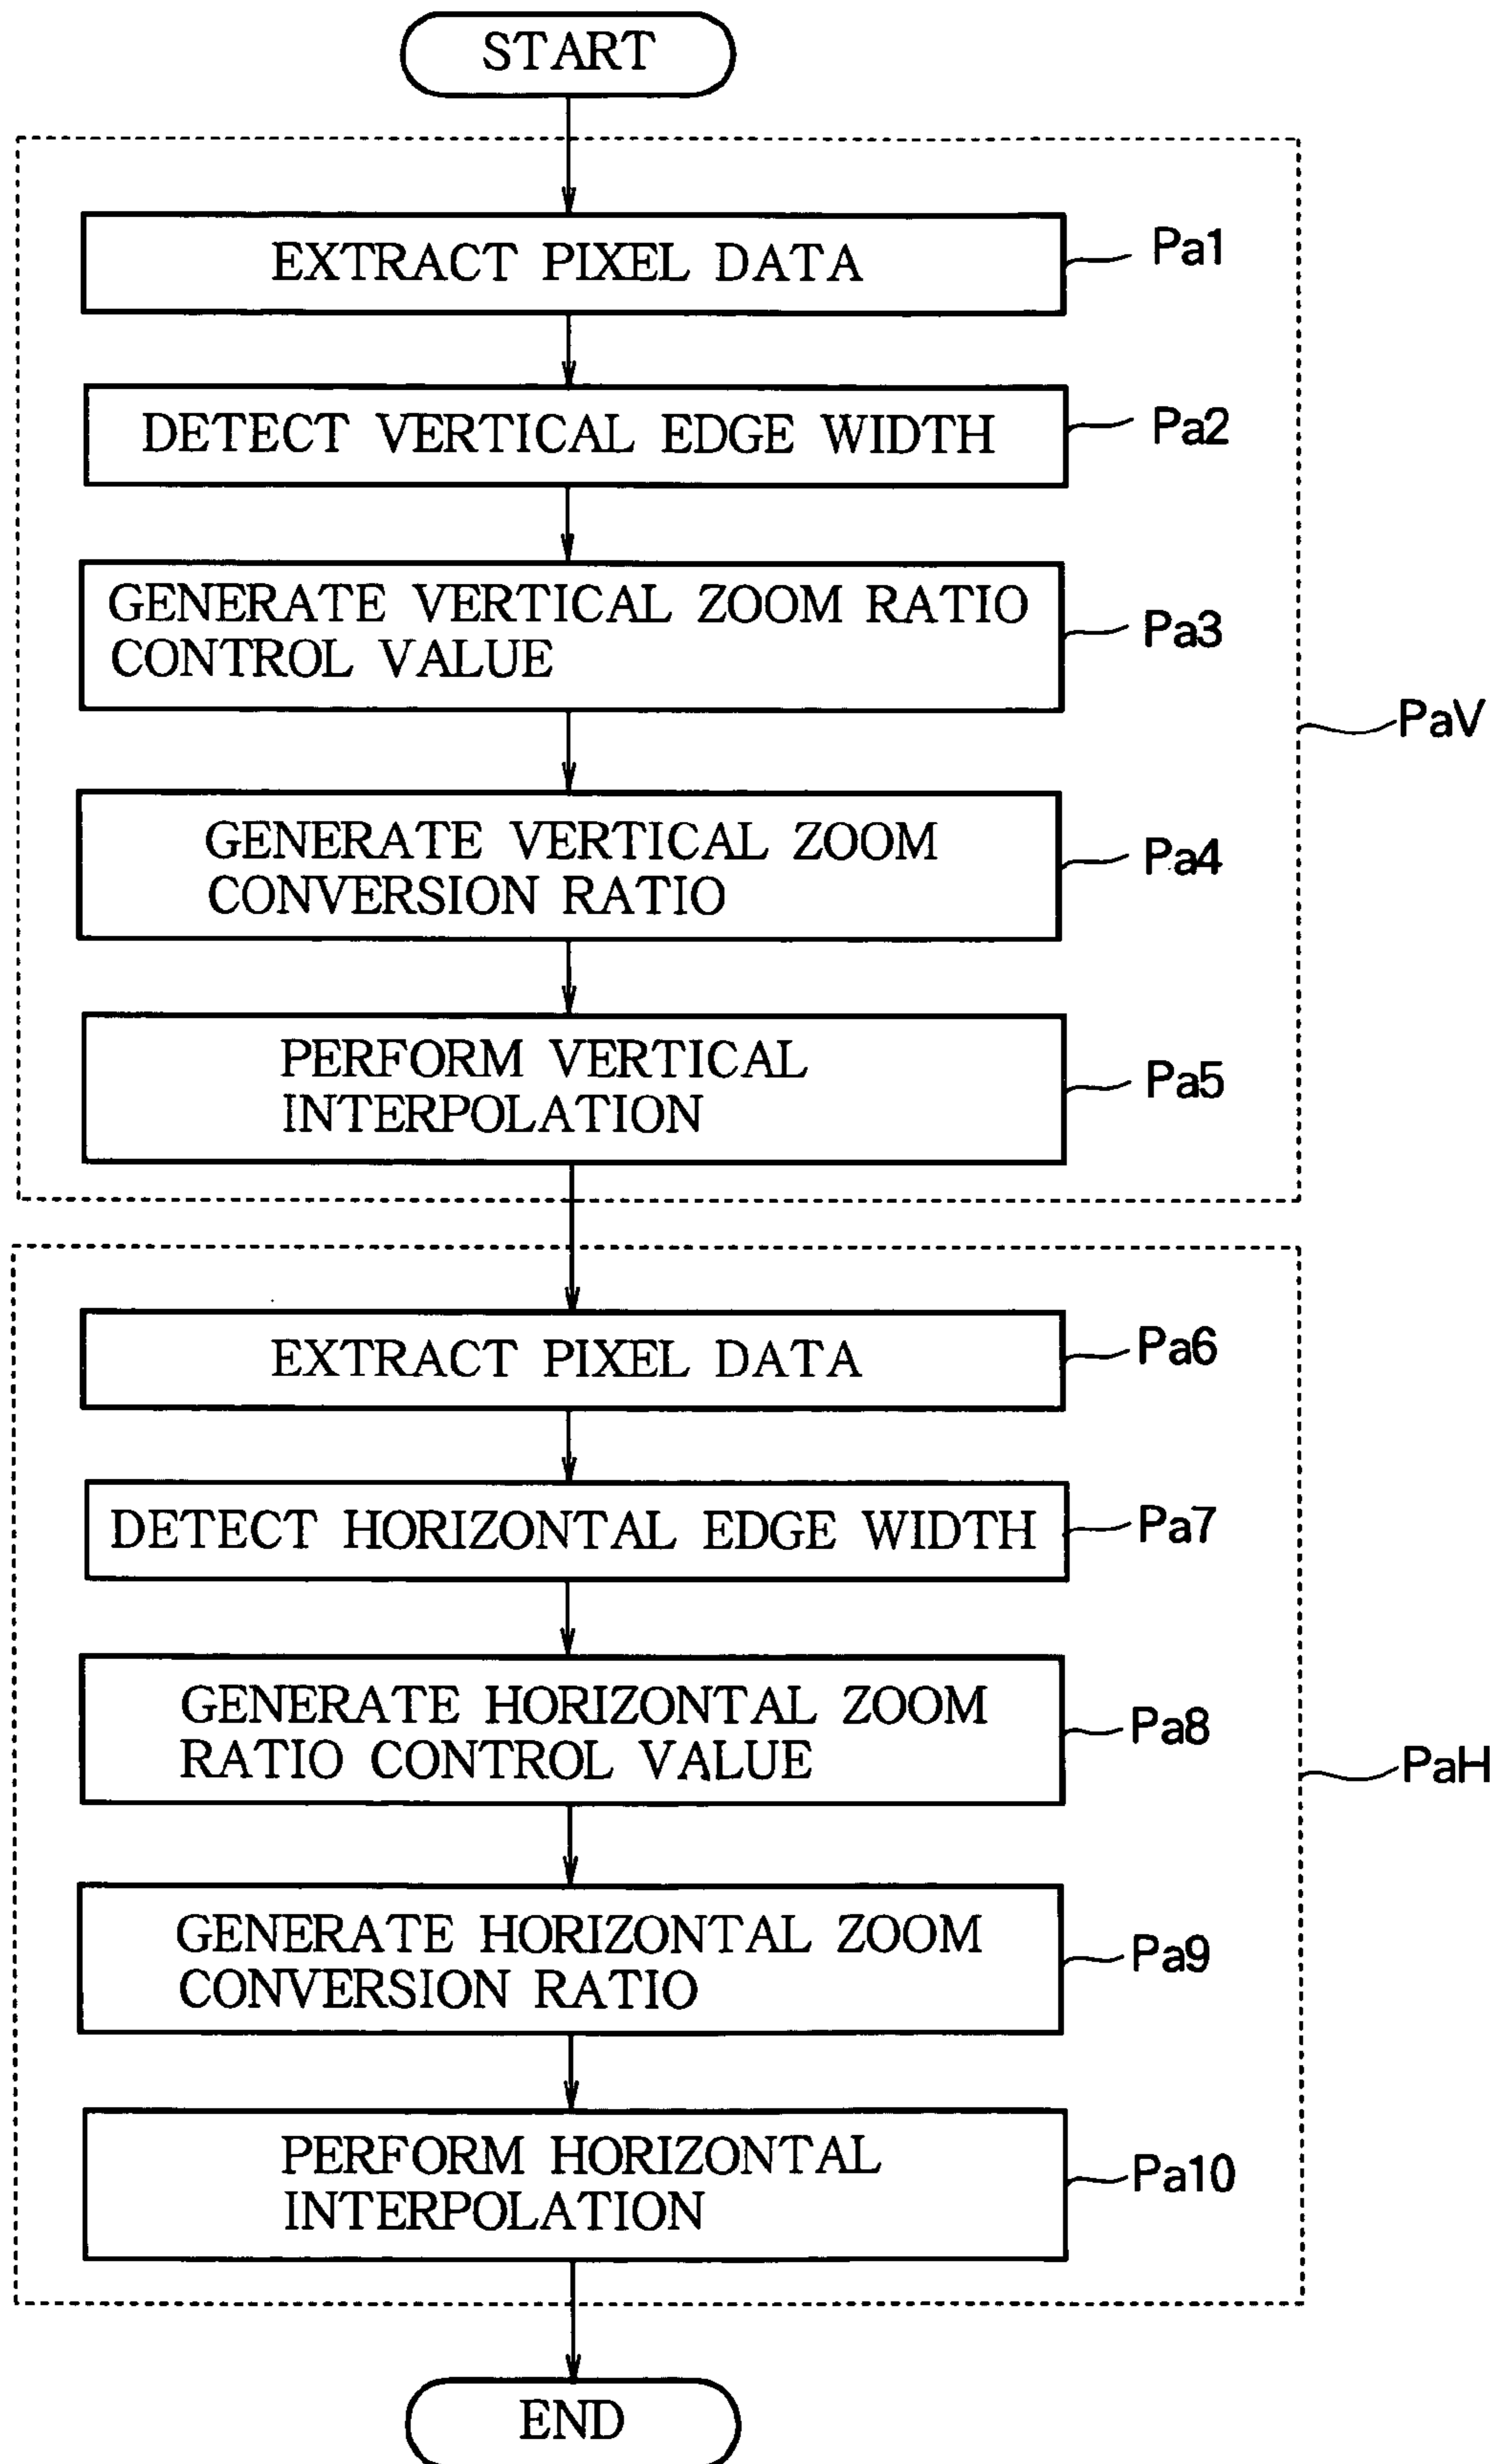 START
EXTRACT PIXEL DATA
Pa1
DETECT VERTICAL EDGE WIDTH
Pa2
GENERATE VERTICAL ZOOM RATIO
CONTROL VALUE
Pa3
PaV
GENERATE VERTICAL ZOOM
CONVERSION RATIO
Pa4
PERFORM VERTICAL
INTERPOLATION
Pa5
EXTRACT PIXEL DATA
Pa6
DETECT HORIZONTAL EDGE WIDTH
Pa7
GENERATE HORIZONTAL ZOOM
RATIO CONTROL VALUE
Pa8
PaH
GENERATE HORIZONTAL ZOOM
CONVERSION RATIO
Pa9
PERFORM HORIZONTAL
INTERPOLATION
Pa10
END